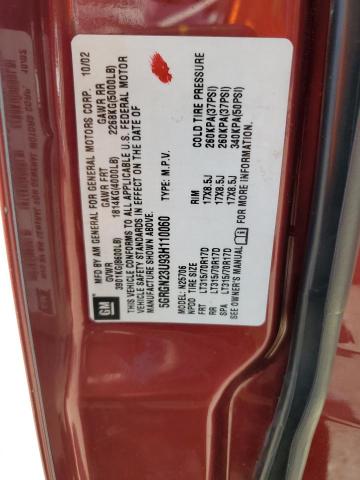 MFD BY AM GENERAL FOR GENERAL MOTORS CORP. 10/02
GVWR GAWR FRT GAWR RR
3901KG(8600LB) 1814KG(4000LB) 2268KG(5000LB)
THIS VEHICLE CONFORMS TO ALL APPLICABLE U.S. FEDERAL MOTOR
VEHICLE SAFETY STANDARDS IN EFFECT ON THE DATE OF
MANUFACTURE SHOWN ABOVE.
GM
5GRGN23U93H110060 TYPE: M.P.V.
MODEL: N25706
NPDD TIRE SIZE RIM COLD TIRE PRESSURE
FRT LT315/70R17D 17X8.5J 260KPA(37PSI)
RR LT315/70R17D 17X8.5J 260KPA(37PSI)
SPA LT315/70R17D 17X8.5J 340KPA(50PSI)
SEE OWNER'S MANUAL FOR ADDITIONAL INFORMATION